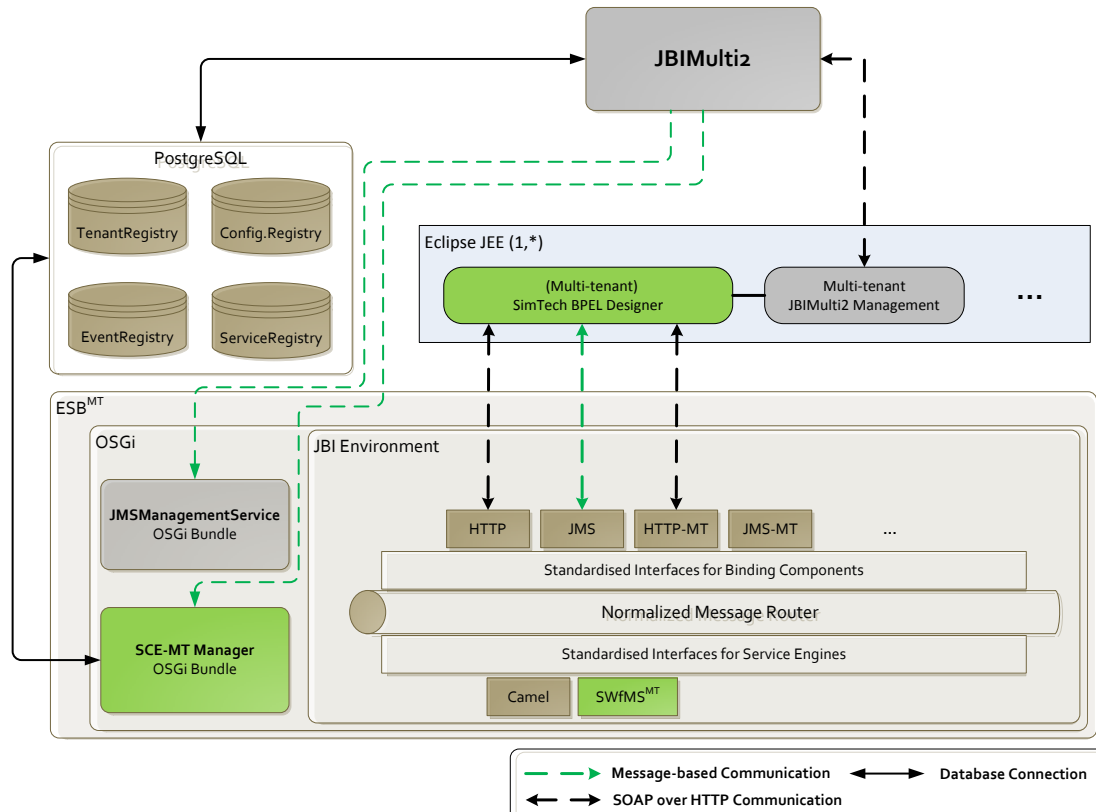 JBIMulti2
PostgreSQL
TenantRegistry
Config.Registry
EventRegistry
ServiceRegistry
Eclipse JEE (1,*)
(Multi-tenant)
SimTech BPEL Designer
Multi-tenant
JBIMulti2 Management
...
ESBMT
OSGi
JBI Environment
JMSManagementService
OSGi Bundle
SCE-MT Manager
OSGi Bundle
HTTP
JMS
HTTP-MT
JMS-MT
...
Standardised Interfaces for Binding Components
Normalized Message Router
Standardised Interfaces for Service Engines
Camel
SWfMSMT
Message-based Communication
Database Connection
SOAP over HTTP Communication